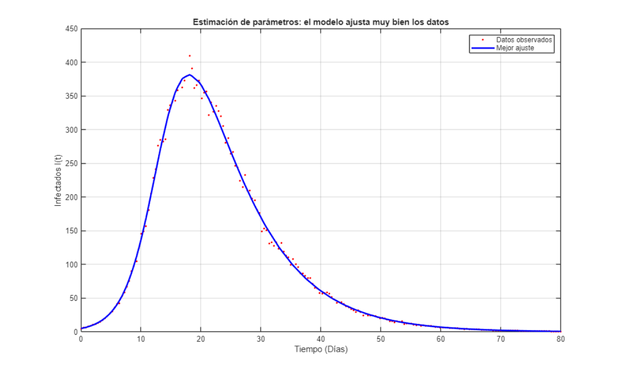 Estimación de parámetros: el modelo ajusta muy bien los datos
Datos observados
Mejor ajuste
Infectados I(t)
450
400
350
300
250
200
150
100
50
0
0 10 20 30 40 50 60 70 80
Tiempo (Días)